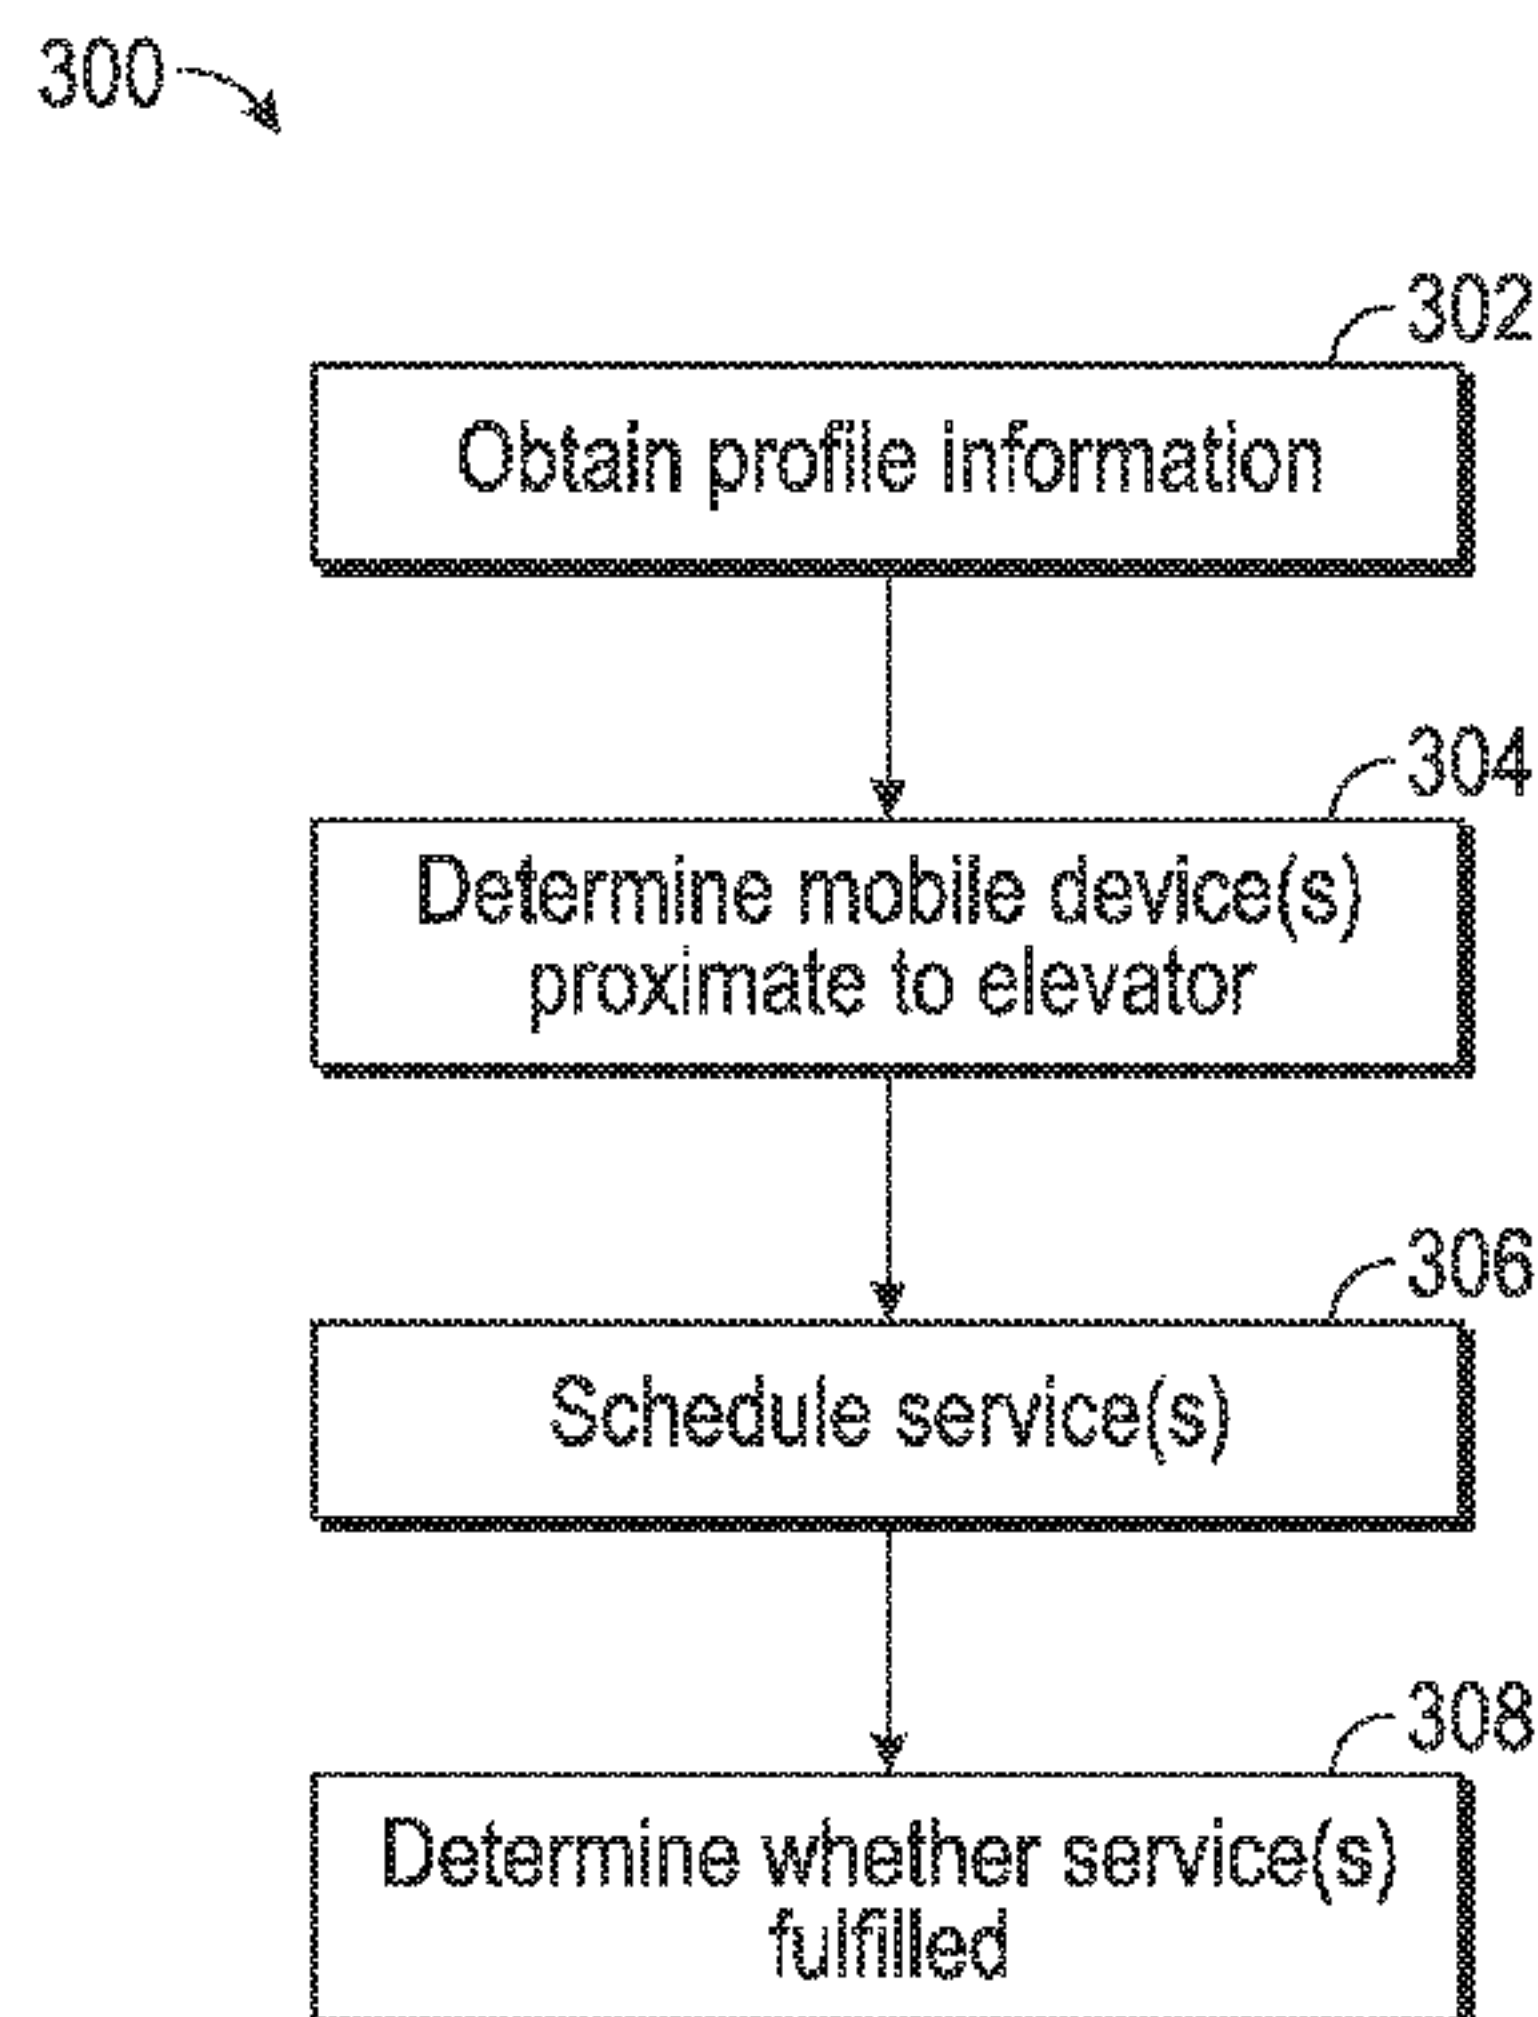 300
302
Obtain profile information
304
Determine mobile device(s)
proximate to elevator
306
Schedule service(s)
308
Determine whether service(s)
fulfilled